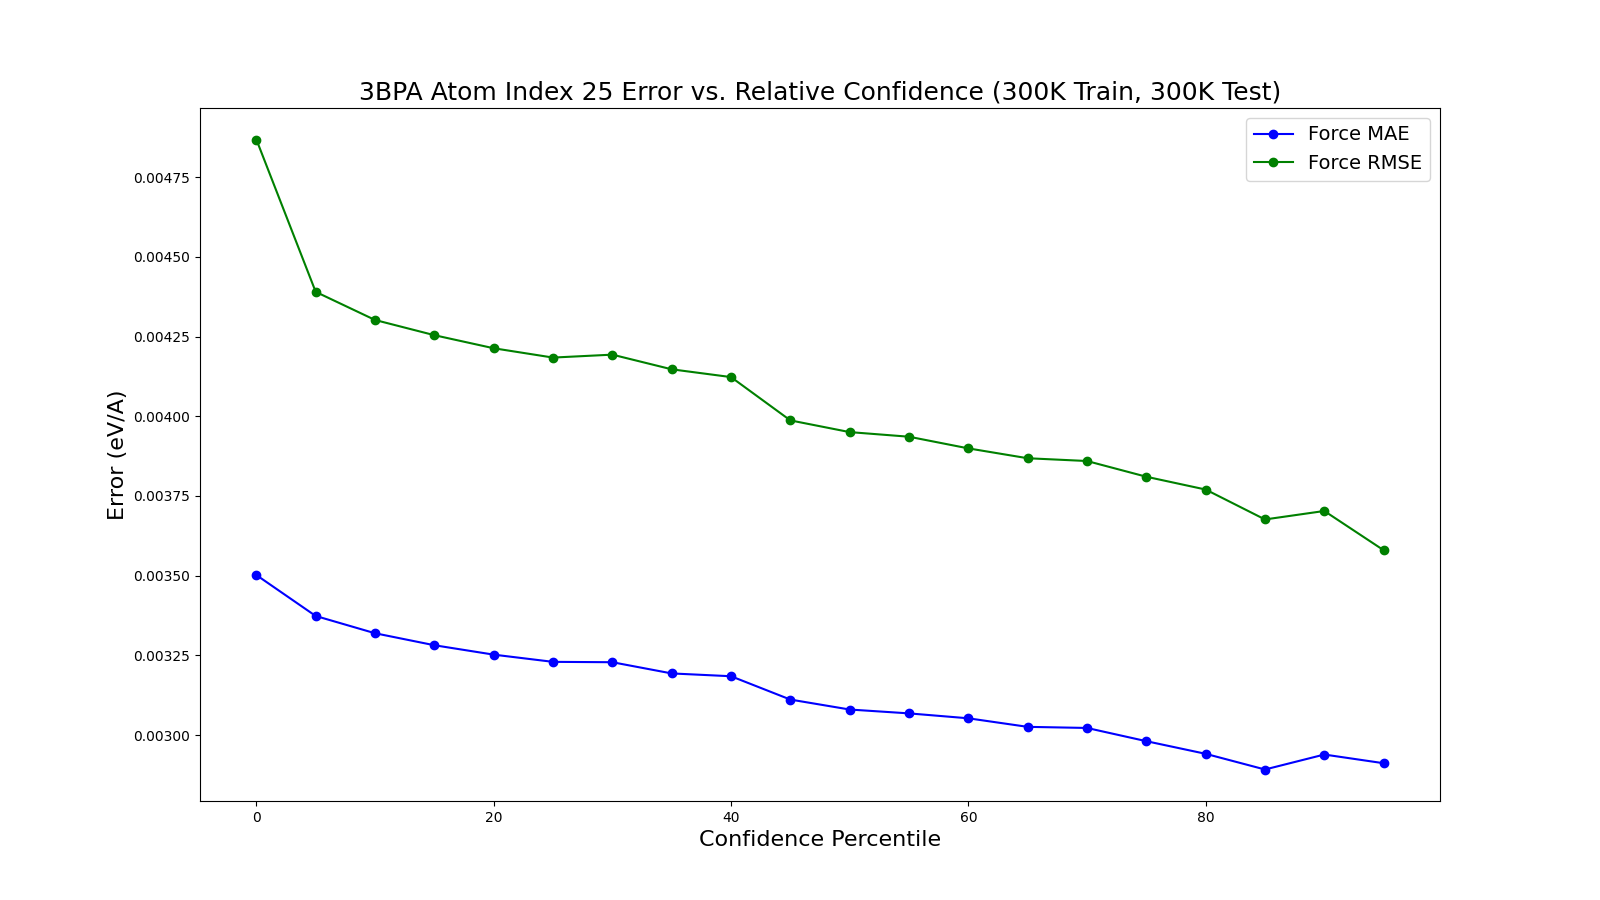 3BPA Atom Index 25 Error vs. Relative Confidence (300K Train, 300K Test)
Force MAE
Force RMSE
Error (eV/A)
0.00475
0.00450
0.00425
0.00400
0.00375
0.00350
0.00325
0.00300
0 20 40 60 80
Confidence Percentile